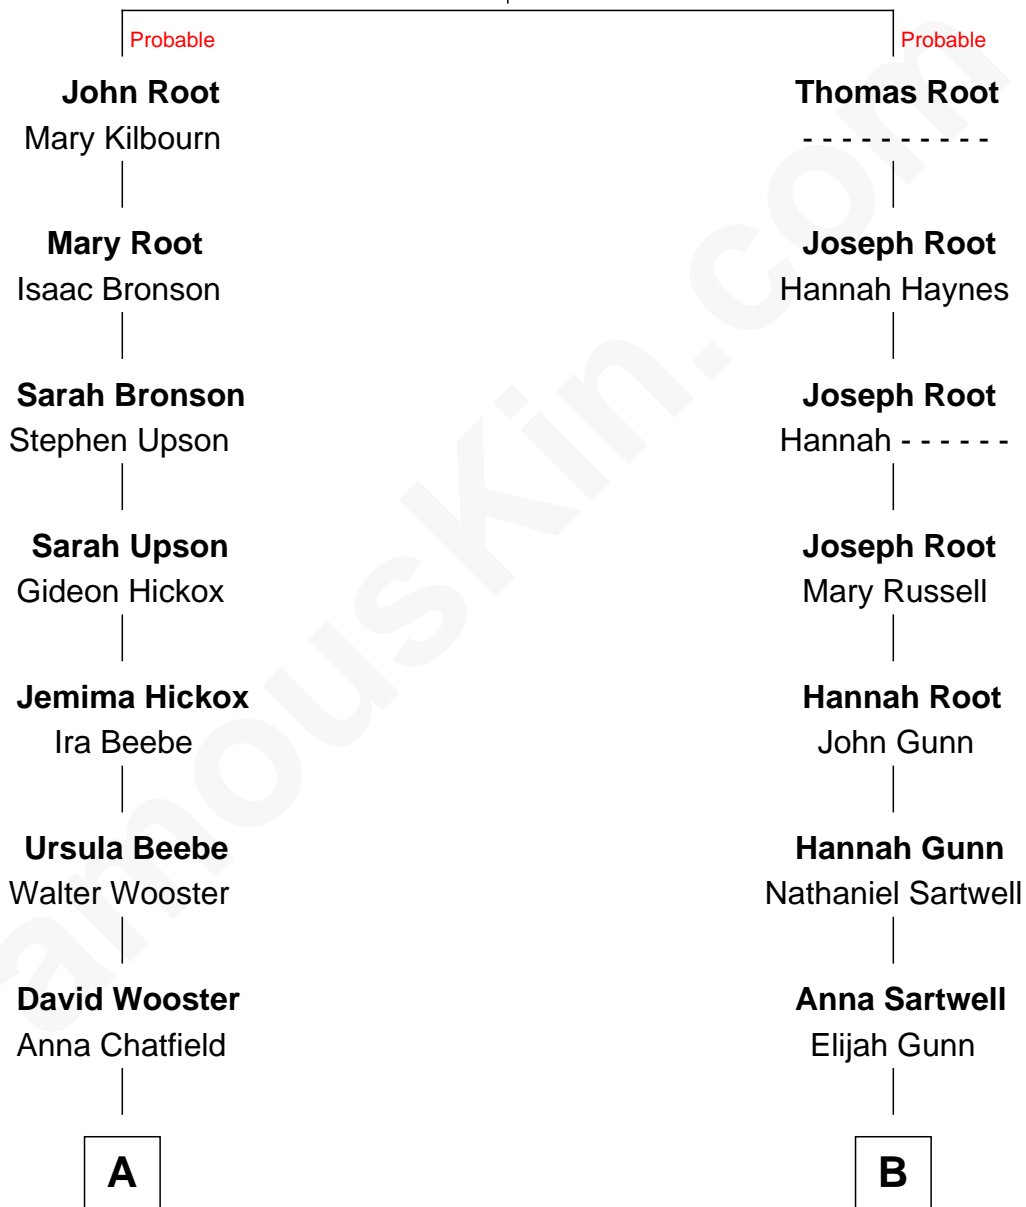 Probable
Probable
John Root
Mary Kilbourn
Thomas Root
- - - - - - - - - -
Mary Root
Isaac Bronson
Joseph Root
Hannah Haynes
Sarah Bronson
Stephen Upson
Joseph Root
Hannah - - - - - -
Sarah Upson
Gideon Hickox
Joseph Root
Mary Russell
Jemima Hickox
Ira Beebe
Hannah Root
John Gunn
Ursula Beebe
Walter Wooster
Hannah Gunn
Nathaniel Sartwell
David Wooster
Anna Chatfield
Anna Sartwell
Elijah Gunn
A
B
amouskin.com